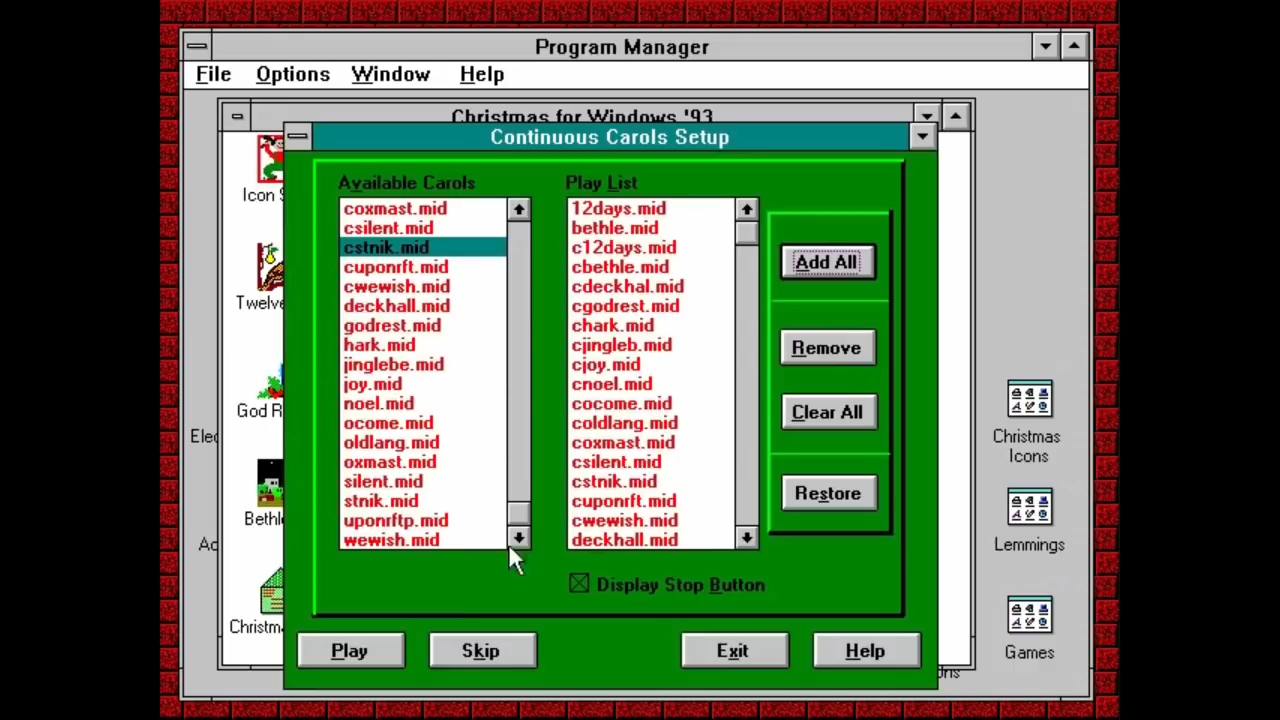 Program Manager
File Options Window Help
Christmas for Windows '93
Continuous Carols Setup
Available Carols
coxmast.mid
csilent.mid
cstnik.mid
cuponrft.mid
cwewish.mid
deckhall.mid
godrest.mid
hark.mid
jinglebe.mid
joy.mid
noel.mid
ocome.mid
oldlang.mid
oxmast.mid
silent.mid
stnik.mid
uponrftp.mid
wewish.mid
Play List
12days.mid
bethle.mid
c12days.mid
cbethle.mid
cdeckhal.mid
cgodrest.mid
chark.mid
cjingleb.mid
cjoy.mid
cnoel.mid
cocome.mid
coldlang.mid
coxmast.mid
csilent.mid
cstnik.mid
cuponrft.mid
cwewish.mid
deckhall.mid
Add All
Remove
Clear All
Restore
Display Stop Button
Play
Skip
Exit
Help
Icon S
Twelve
God R
Bethl
Christma
Christmas
Icons
Lemmings
Games